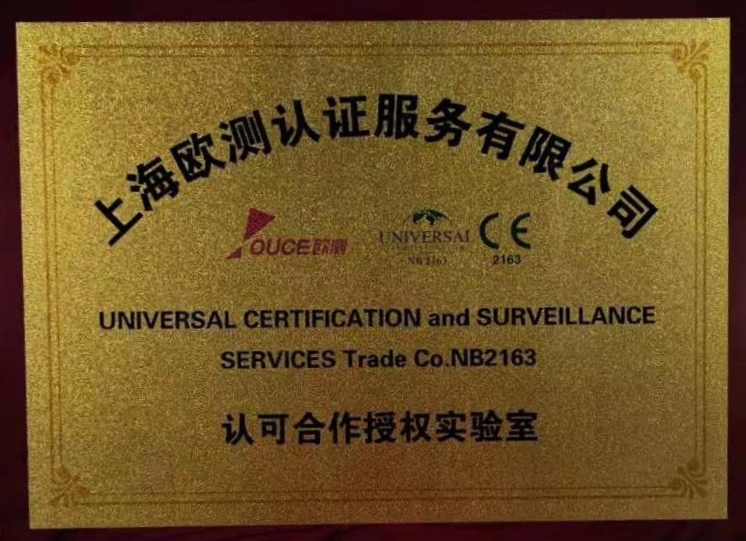 上海欧测认证服务有限公司
OUCE欧测
UNIVERSAL
NB 2163
CE
2163
UNIVERSAL CERTIFICATION and SURVEILLANCE
SERVICES Trade Co.NB2163
认可合作授权实验室